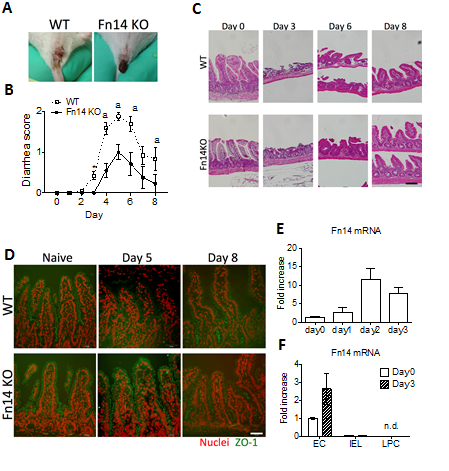 A
WT Fn14 KO
B
WT
Fn14 KO
a
a
a
a
a
*
Diarrhea score
2
1
0
0 2 4 6 8
Day
C
Day 0 Day 3 Day 6 Day 8
WT
Fn14KO
D
Naive Day 5 Day 8
WT
Fn14 KO
Nuclei ZO-1
E
Fn14 mRNA
Fold increase
20
15
10
5
0
day0 day1 day2 day3
F
Fn14 mRNA
Fold increase
4
3
2
1
0
Day0
Day3
n.d.
EC IEL LPC